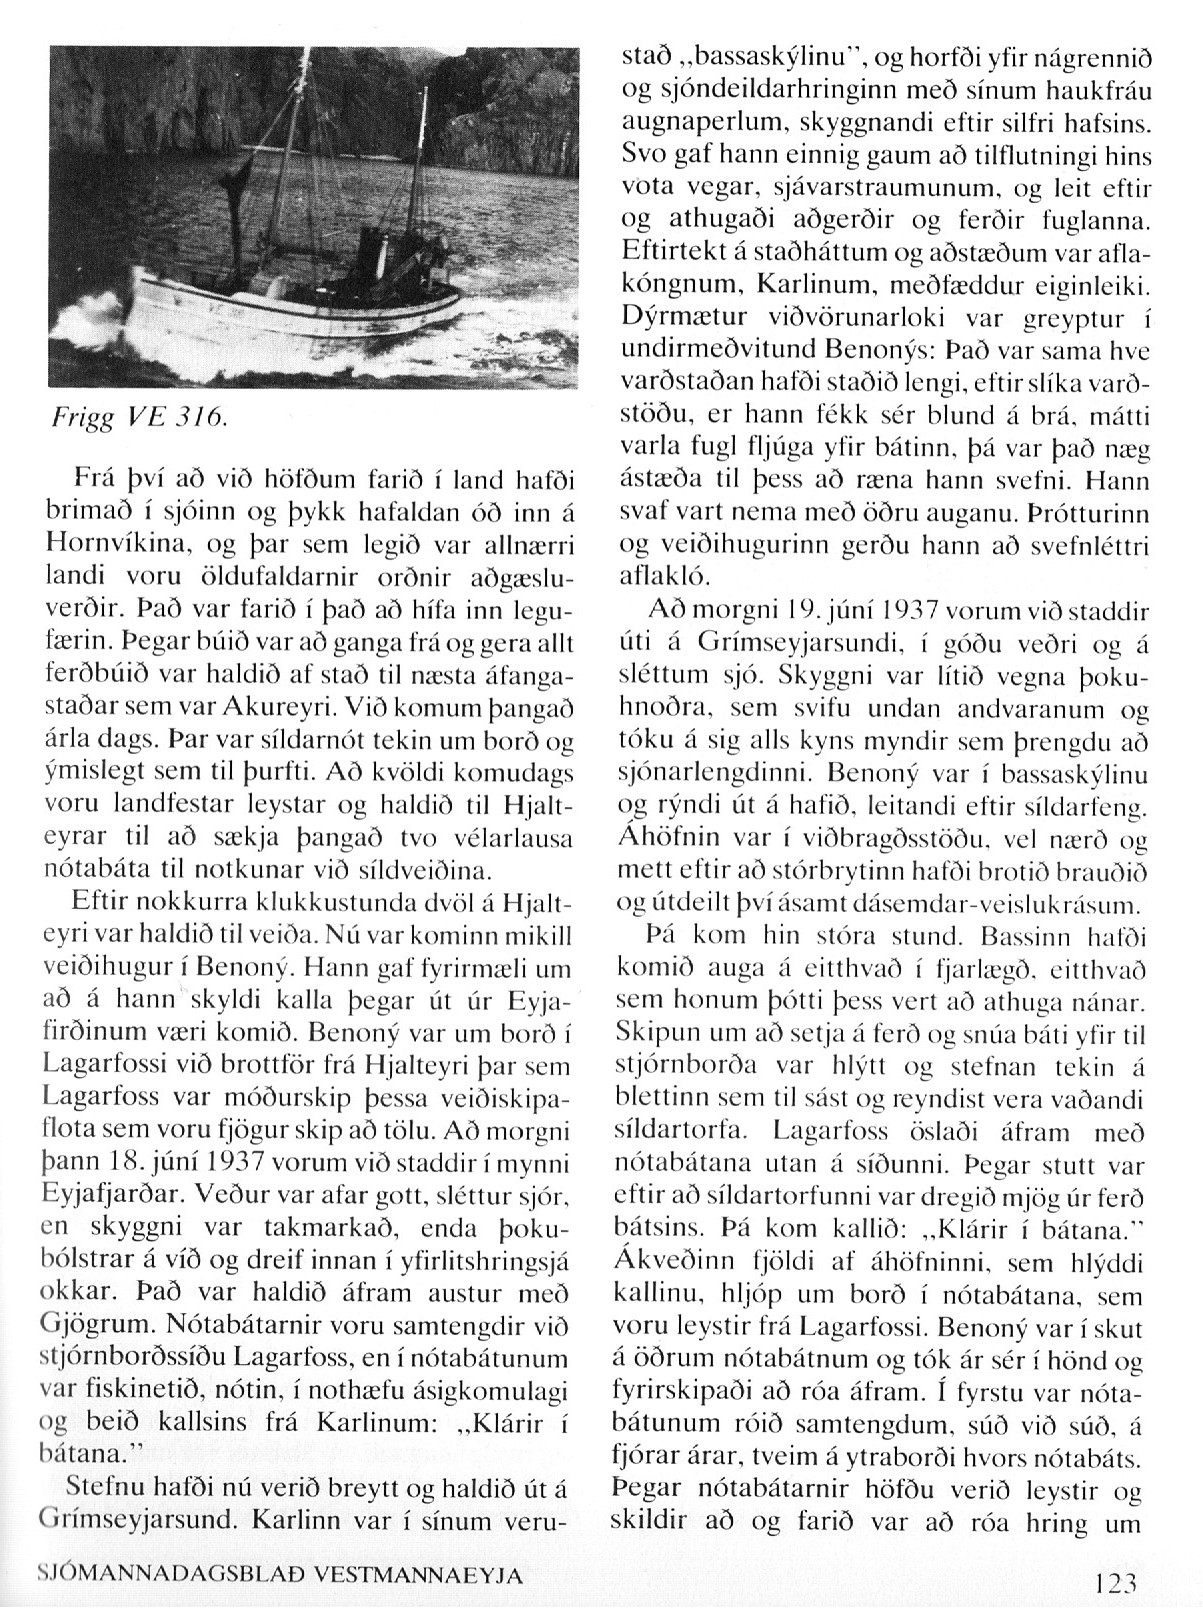 Frigg VE 316.
Frá því að við höfðum farið í land hafði
brimað í sjóinn og þykk hafaldan óð inn á
Hornvíkina, og þar sem legið var allnærri
landi voru öldufaldarnir orðnir aðgæslu-
verðir. Það var farið í það að hífa inn legu-
færin. Þegar búið var að ganga frá og gera allt
ferðbúið var haldið af stað til næsta áfanga-
staðar sem var Akureyri. Við komum þangað
árla dags. Þar var síldarnót tekin um borð og
ýmislegt sem til þurfti. Að kvöldi komudags
voru landfestar leystar og haldið til Hjalt-
eyrar til að sækja þangað tvo vélarlausa
nótabáta til notkunar við síldveiðina.
Eftir nokkurra klukkustunda dvöl á Hjalt-
eyri var haldið til veiða. Nú var kominn mikill
veiðihugur í Benoný. Hann gaf fyrirmæli um
að á hann skyldi kalla þegar út úr Eyja-
firðinum væri komið. Benoný var um borð í
Lagarfossi við brottför frá Hjalteyri þar sem
Lagarfoss var móðurskip þessa veiðiskipa-
flota sem voru fjögur skip að tölu. Að morgni
þann 18. júní 1937 vorum við staddir í mynni
Eyjafjarðar. Veður var afar gott, sléttur sjór,
en skyggni var takmarkað, enda þoku-
bólstrar á víð og dreif innan í yfirlitshringsjá
okkar. Það var haldið áfram austur með
Gjögrum. Nótabátarnir voru samtengdir við
stjórnborðssíðu Lagarfoss, en í nótabátunum
var fiskinetið, nótin, í nothæfu ásigkomulagi
og beið kallsins frá Karlinum: „Klárir í
bátana.”
Stefnu hafði nú verið breytt og haldið út á
Grímseyjarsund. Karlinn var í sínum veru-
stað „bassaskýlinu”, og horfði yfir nágrennið
og sjóndeildarhringinn með sínum haukfráu
augnaperlum, skyggnandi eftir silfri hafsins.
Svo gaf hann einnig gaum að tilflutningi hins
vota vegar, sjávarstraumunum, og leit eftir
og athugaði aðgerðir og ferðir fuglanna.
Eftirtekt á staðháttum og aðstæðum var afla-
kóngnum, Karlinum, meðfæddur eiginleiki.
Dýrmætur viðvörunarloki var greyptur í
undirmeðvitund Benonýs: Það var sama hve
varðstaðan hafði staðið lengi, eftir slíka varð-
stöðu, er hann fékk sér blund á brá, mátti
varla fugl fljúga yfir bátinn, þá var það næg
ástæða til þess að ræna hann svefni. Hann
svaf vart nema með öðru auganu. Þrótturinn
og veiðihugurinn gerðu hann að svefnléttri
aflakló.
Að morgni 19. júní 1937 vorum við staddir
úti á Grímseyjarsundi, í góðu veðri og á
sléttum sjó. Skyggni var lítið vegna þoku-
hnoðra, sem svifu undan andvaranum og
tóku á sig alls kyns myndir sem þrengdu að
sjónarlengdinni. Benoný var í bassaskýlinu
og rýndi út á hafið, leitandi eftir síldarfeng.
Áhöfnin var í viðbragðsstöðu, vel nærð og
mett eftir að stórbrytinn hafði brotið brauðið
og útdeilt því ásamt dásemdar-veislukrásum.
Þá kom hin stóra stund. Bassinn hafði
komið auga á eitthvað í fjarlægð, eitthvað
sem honum þótti þess vert að athuga nánar.
Skipun um að setja á ferð og snúa báti yfir til
stjórnborða var hlýtt og stefnan tekin á
blettinn sem til sást og reyndist vera vaðandi
síldartorfa. Lagarfoss öslaði áfram með
nótabátana utan á síðunni. Þegar stutt var
eftir að síldartorfunni var dregið mjög úr ferð
bátsins. Þá kom kallið: „Klárir í bátana.”
Ákveðinn fjöldi af áhöfninni, sem hlýddi
kallinu, hljóp um borð í nótabátana, sem
voru leystir frá Lagarfossi. Benoný var í skut
á öðrum nótabátnum og tók ár sér í hönd og
fyrirskipaði að róa áfram. Í fyrstu var nóta-
bátunum róið samtengdum, súð við súð, á
fjórar árar, tveim á ytraborði hvors nótabáts.
Þegar nótabátarnir höfðu verið leystir og
skildir að og farið var að róa hring um
SJÓMANNADAGSBLAÐ VESTMANNAEYJA
123